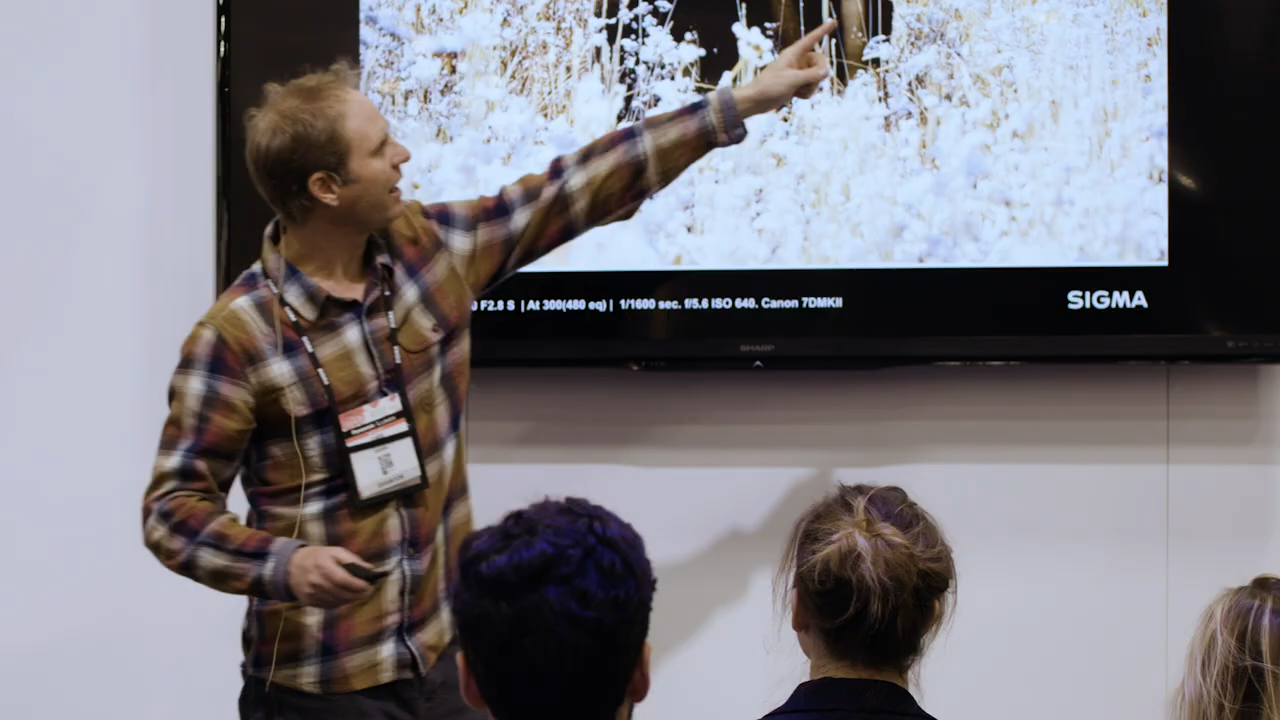 F2.8 S | At 300(480 eq) | 1/1600 sec. f/5.6 ISO 640. Canon 7DMKII
SIGMA
SHARP